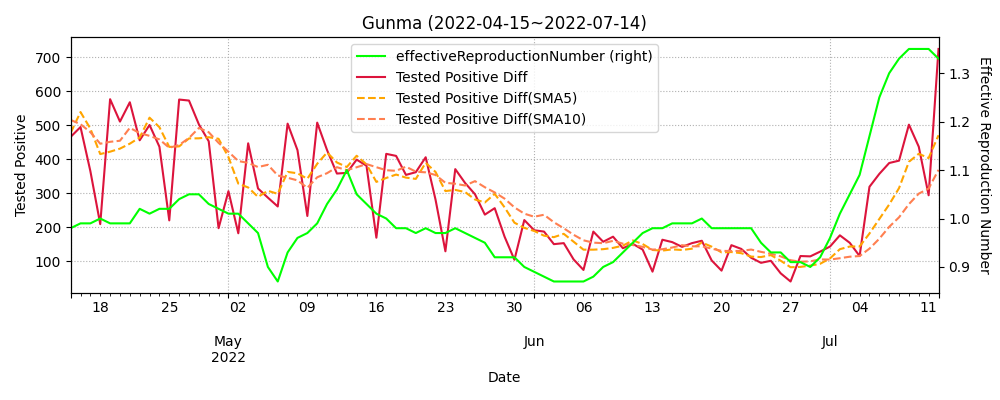 Gunma (2022-04-15~2022-07-14)
effectiveReproductionNumber (right)
Tested Positive Diff
Tested Positive Diff(SMA5)
Tested Positive Diff(SMA10)
Tested Positive
700
600
500
400
300
200
100
1.3
1.2
1.1
1.0
0.9
Effective Reproduction Number
18 25 02 09 16 23 30 06 13 20 27 04 11
May Jun Jul
2022
Date